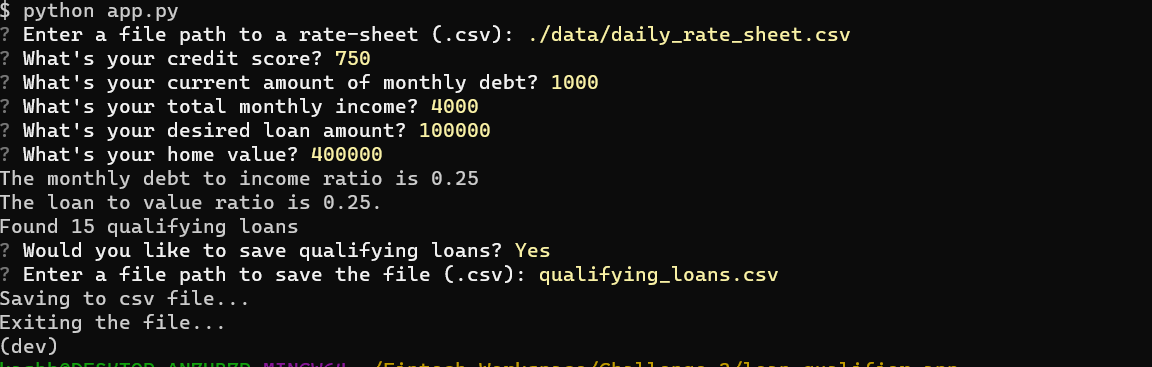 $ python app.py
? Enter a file path to a rate-sheet (.csv): ./data/daily_rate_sheet.csv
? What's your credit score? 750
? What's your current amount of monthly debt? 1000
? What's your total monthly income? 4000
? What's your desired loan amount? 100000
? What's your home value? 400000
The monthly debt to income ratio is 0.25
The loan to value ratio is 0.25.
Found 15 qualifying loans
? Would you like to save qualifying loans? Yes
? Enter a file path to save the file (.csv): qualifying_loans.csv
Saving to csv file...
Exiting the file...
(dev)